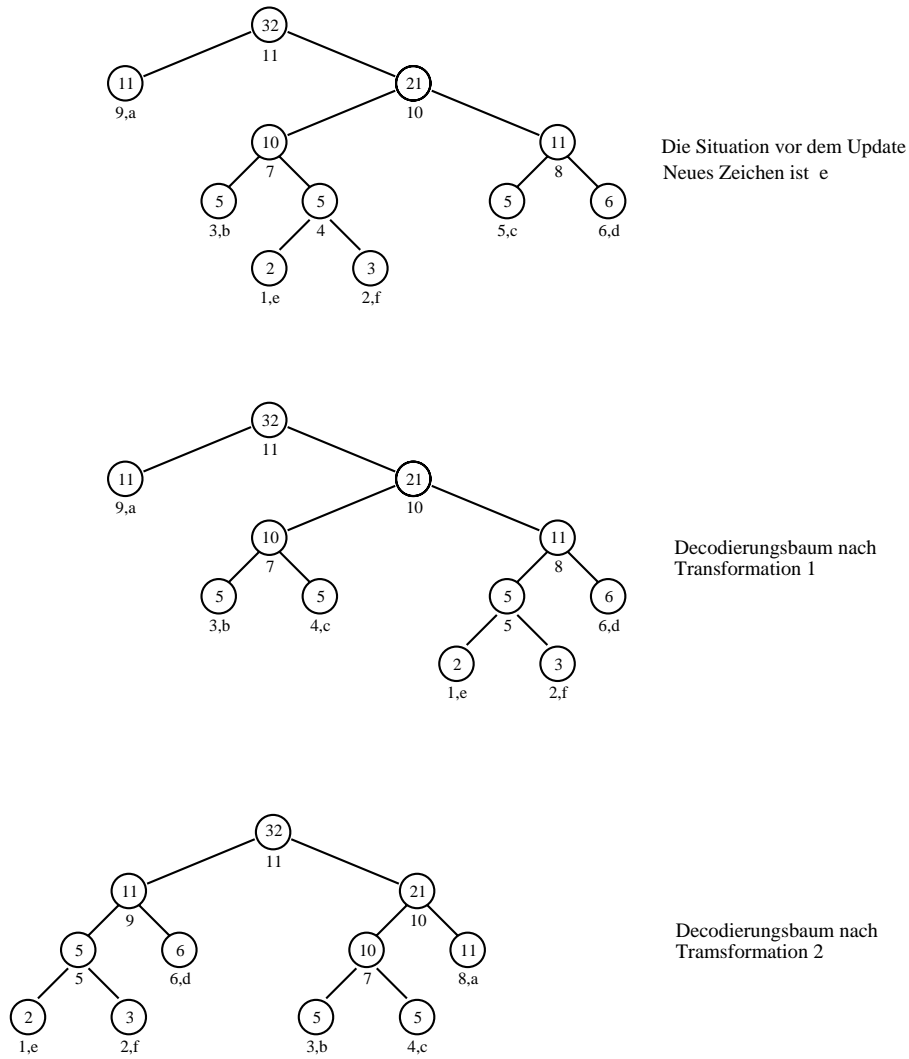 32
11
11
21
9,a
10
10
11
Die Situation vor dem Update
7
8
Neues Zeichen ist e
5
5
5
6
3,b
4
5,c
6,d
2
3
1,e
2,f
32
11
11
21
9,a
10
10
11
Decodierungsbaum nach
7
8
Transformation 1
5
5
5
6
3,b
4,c
5
6,d
2
3
1,e
2,f
32
11
11
21
9
10
Decodierungsbaum nach
5
6
10
11
Tramsformation 2
5
6,d
7
8,a
2
3
5
5
1,e
2,f
3,b
4,c